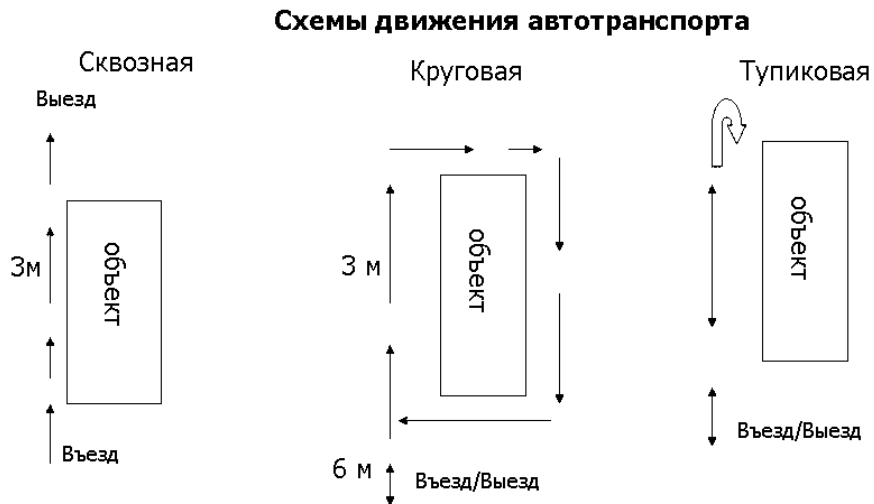 Схемы движения автотранспорта
Сквозная
Выезд
3м
объект
Въезд
Круговая
3 м
объект
6 м
Въезд/Выезд
Тупиковая
объект
Въезд/Выезд